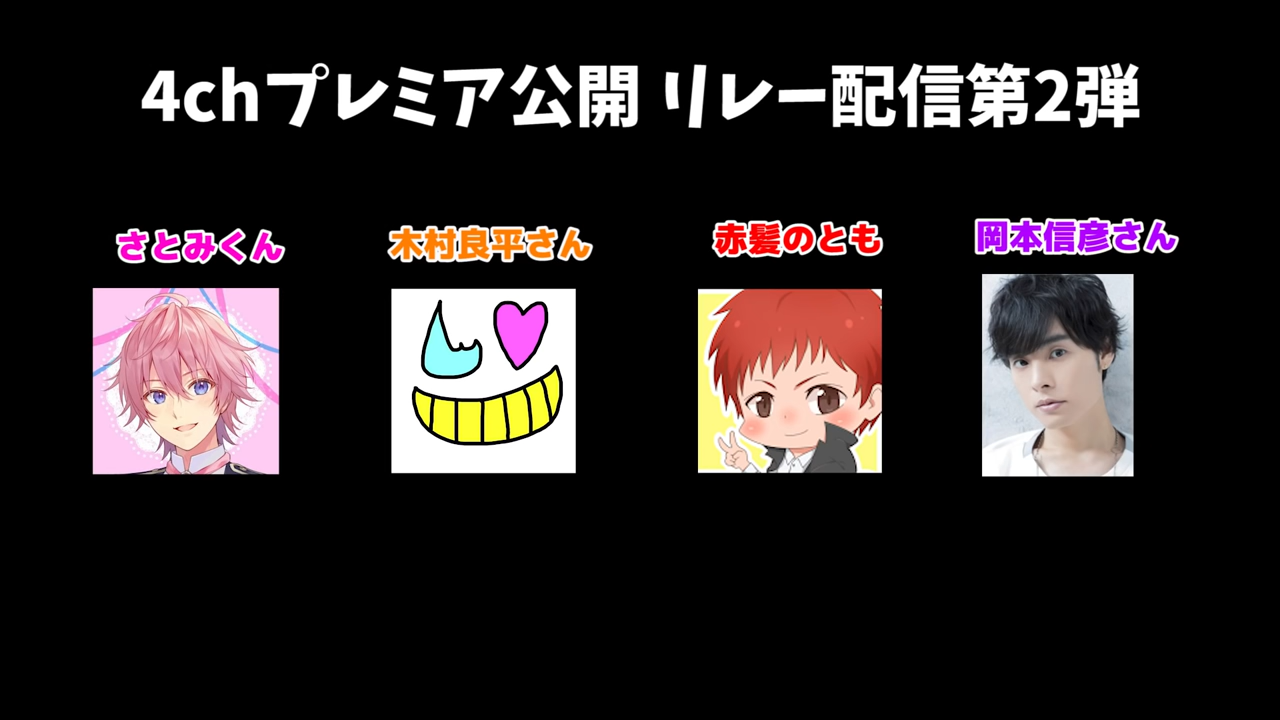 4chプレミア公開 リレー配信第2弾
さとみくん
木村良平さん
赤髪のとも
岡本信彦さん